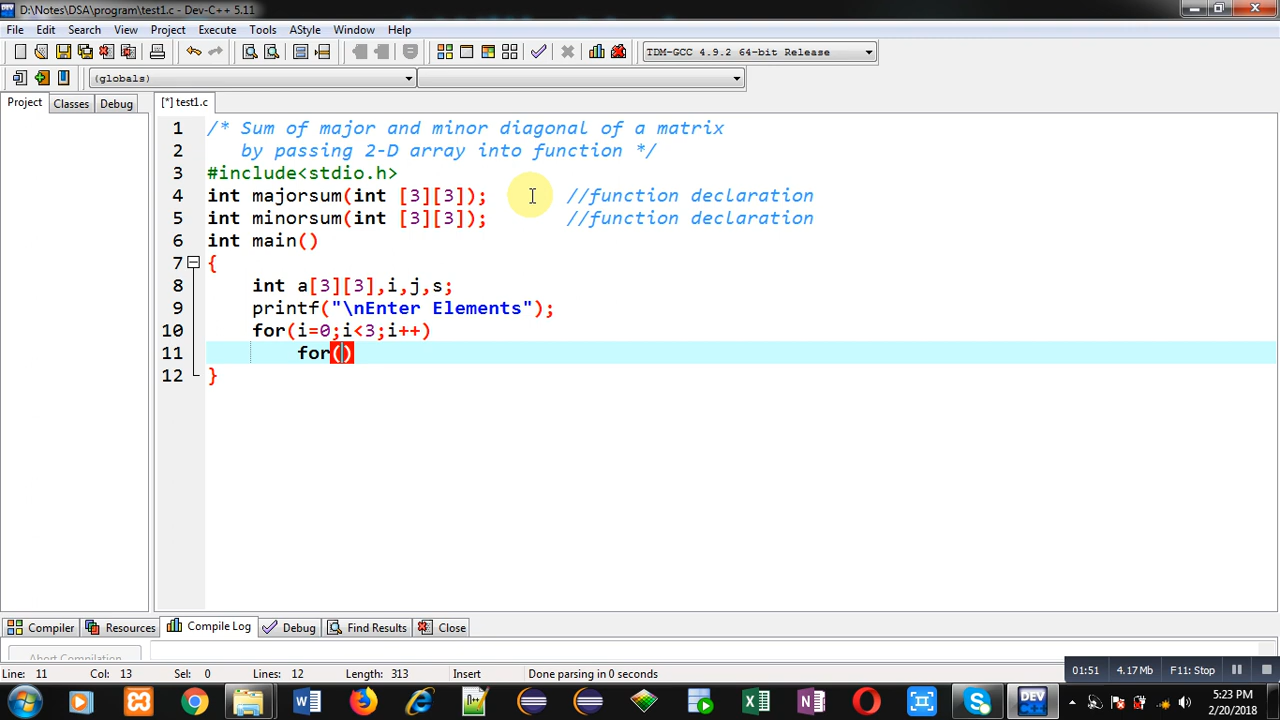 D:\Notes\DSA\program\test1.c - Dev-C++ 5.11
File Edit Search View Project Execute Tools AStyle Window Help
TDM-GCC 4.9.2 64-bit Release
(globals)
Project Classes Debug [*] test1.c
1 /* Sum of major and minor diagonal of a matrix
2 by passing 2-D array into function */
3 #include<stdio.h>
4 int majorsum(int [3][3]); //function declaration
5 int minorsum(int [3][3]); //function declaration
6 int main()
7 {
8 int a[3][3],i,j,s;
9 printf("\nEnter Elements");
10 for(i=0;i<3;i++)
11 for()
12 }
Compiler Resources Compile Log Debug Find Results Close
Abort Compilation
Line: 11 Col: 13 Sel: 0 Lines: 12 Length: 313 Insert Done parsing in 0 seconds
01:51 4.17 Mb F11: Stop
5:23 PM
2/20/2018